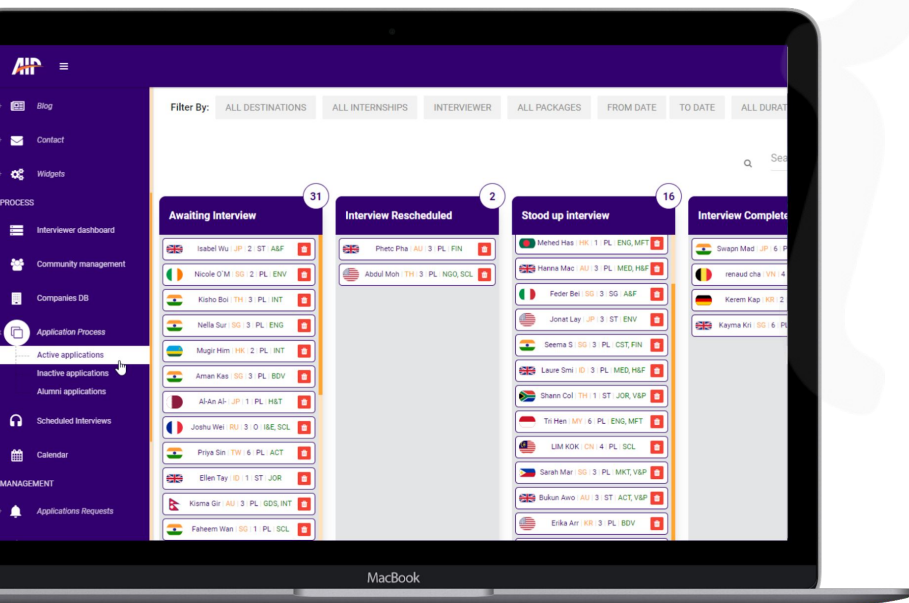 AIP
Blog
Contact
Widgets
PROCESS
Interviewer dashboard
Community management
Companies DB
Application Process
Active applications
Inactive applications
Alumni applications
Scheduled Interviews
Calendar
MANAGEMENT
Applications Requests
Filter By: ALL DESTINATIONS ALL INTERNSHIPS INTERVIEWER ALL PACKAGES FROM DATE TO DATE ALL DURAT
Sea
31
Awaiting Interview
Isabel Wu | JP | 2 | ST | A&F
Nicole O`M | SG | 2 | PL | ENV
Kisho Boi | TH | 3 | PL | INT
Nella Sur | SG | 3 | PL | ENG
Mugir Him | HK | 2 | PL | INT
Aman Kas | SG | 3 | PL | BDV
Al-An Al- | JP | 1 | PL | H&T
Joshu Wei | RU | 3 | O | I&E, SCL
Priya Sin | TW | 6 | PL | ACT
Ellen Tay | ID | 1 | ST | JOR
Kisma Gir | AU | 3 | PL | GDS, INT
Faheem Wan | SG | 1 | PL | SCL
2
Interview Rescheduled
Phetc Pha | AU | 3 | PL | FIN
Abdul Moh | TH | 3 | PL | NGO, SCL
16
Stood up interview
Mehed Has | HK | 1 | PL | ENG, MFT
Hanna Mac | AU | 3 | PL | MED, H&F
Feder Bei | SG | 3 | SG | A&F
Jonat Lay | JP | 3 | ST | ENV
Seema S | SG | 3 | PL | CST, FIN
Laure Smi | ID | 3 | PL | MED, H&F
Shann Col | TH | 1 | ST | JOR, V&P
Tri Hen | MY | 6 | PL | ENG, MFT
LIM KOK | CN | 4 | PL | SCL
Sarah Mar | SG | 3 | PL | MKT, V&P
Bukun Awo | AU | 3 | ST | ACT, V&P
Erika Arr | KR | 3 | PL | BDV
Interview Complete
Swapn Mad | JP | 6 | P
renaud cha | VN | 4
Kerem Kap | KR | 2
Kayma Kri | SG | 6 | PL
MacBook